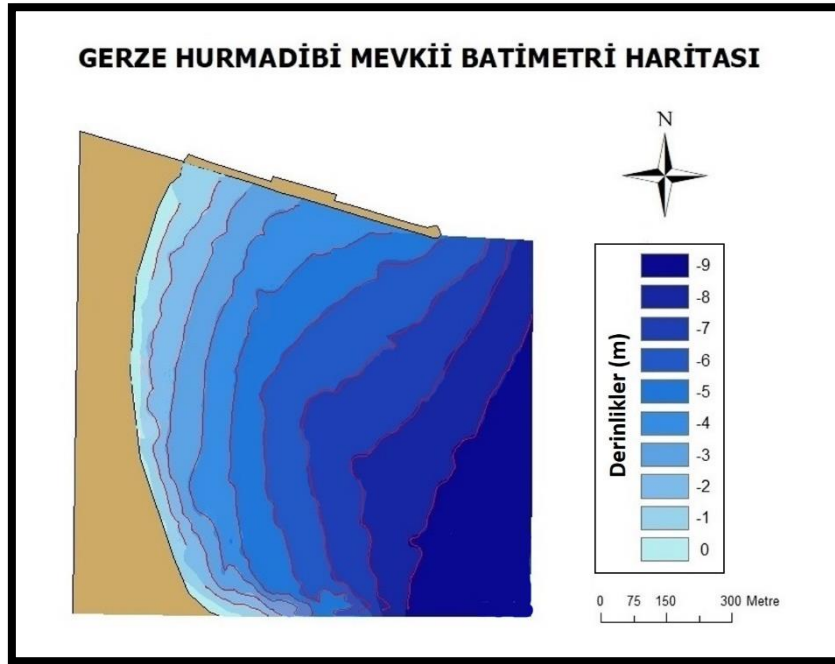 GERZE HURMADİBİ MEVKİİ BATİMETRİ HARİTASI
N
Derinlikler (m)
-9
-8
-7
-6
-5
-4
-3
-2
-1
0
0 75 150 300 Metre